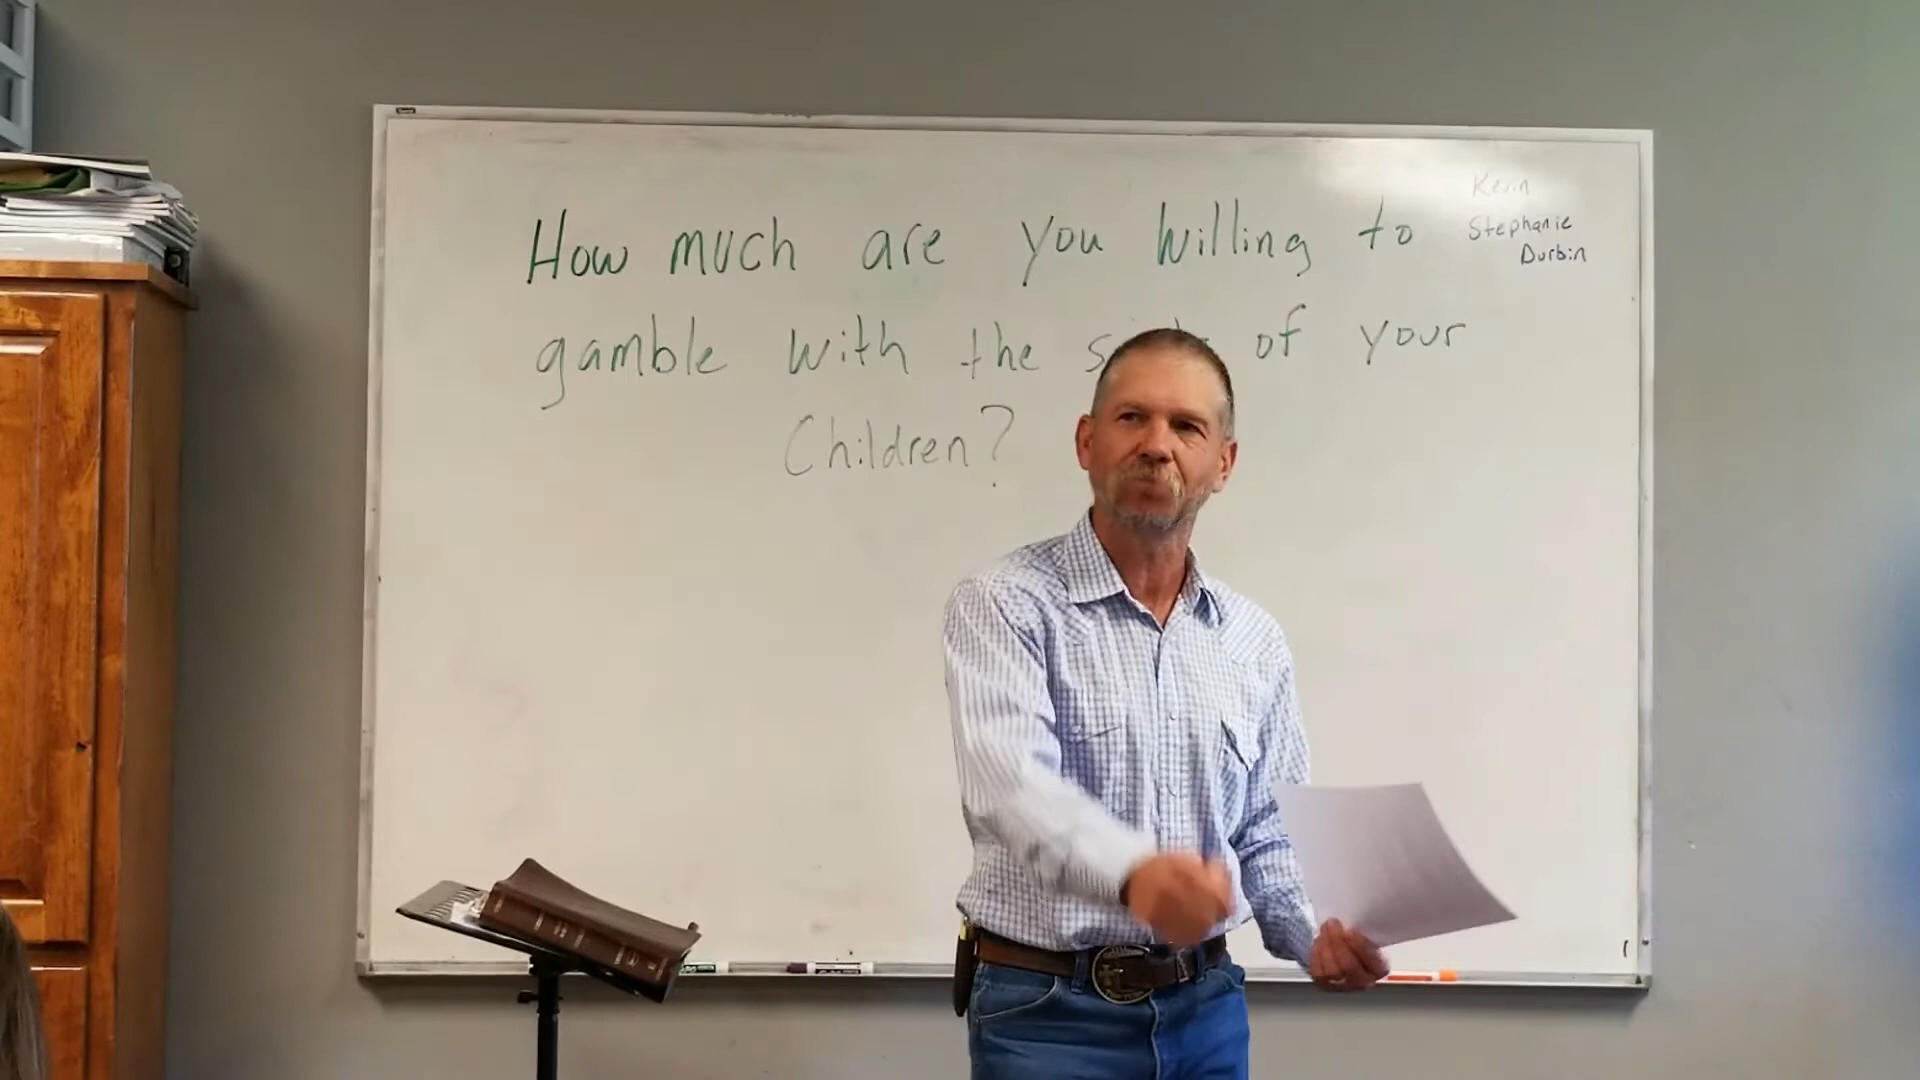 How much are you willing to
gamble with the of your
Children?
Kevin
Stephanie
Durbin